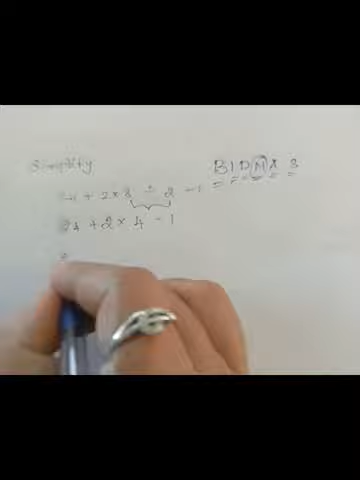 Simplify
BIDMAS
24 + 2 × 8 ÷ 2 - 1
24 + 2 × 4 - 1